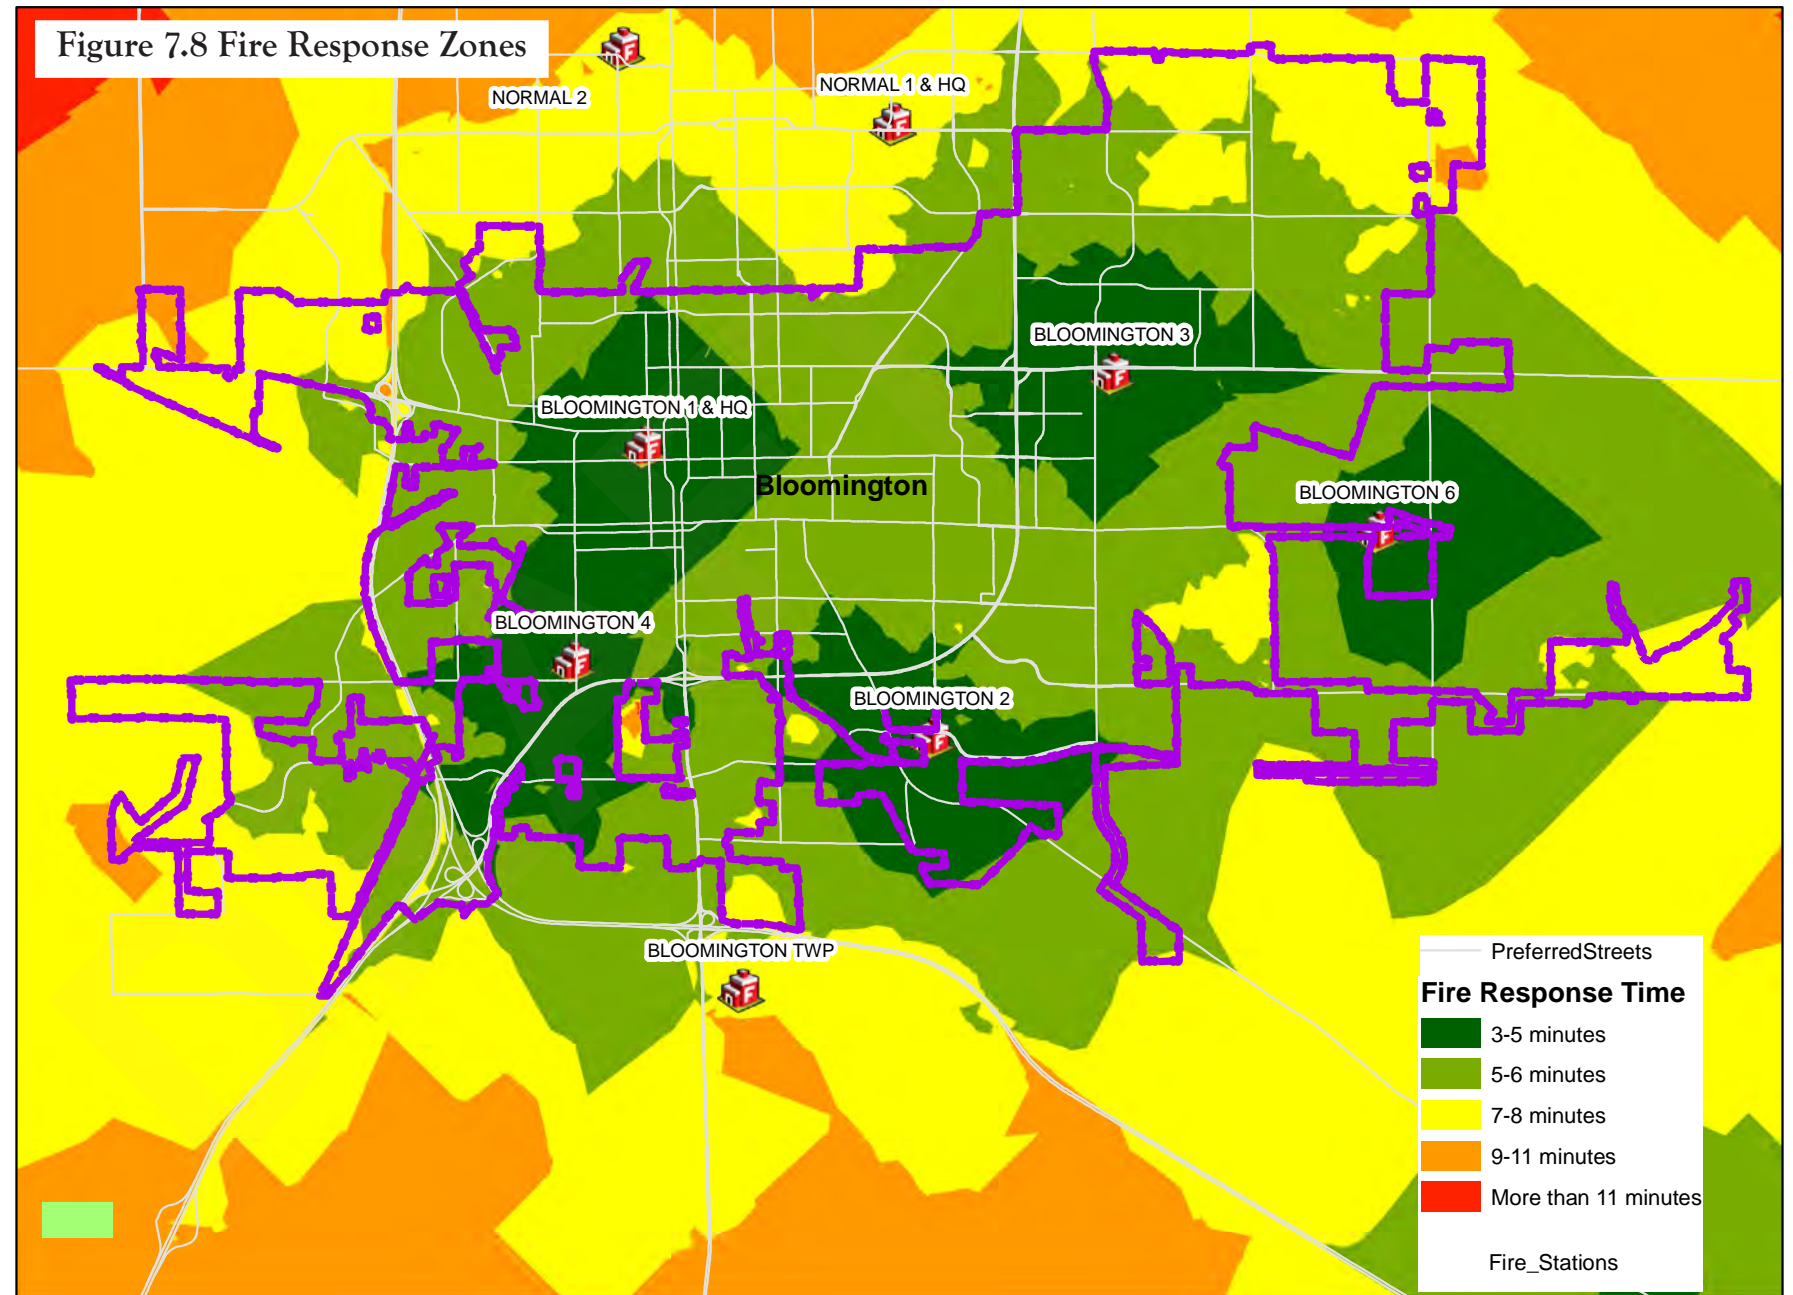 Figure 7.8 Fire Response Zones
NORMAL 2
NORMAL 1 & HQ
BLOOMINGTON 3
BLOOMINGTON 1 & HQ
Bloomington
BLOOMINGTON 6
BLOOMINGTON 4
BLOOMINGTON 2
BLOOMINGTON TWP
PreferredStreets
Fire Response Time
3-5 minutes
5-6 minutes
7-8 minutes
9-11 minutes
More than 11 minutes
Fire_Stations